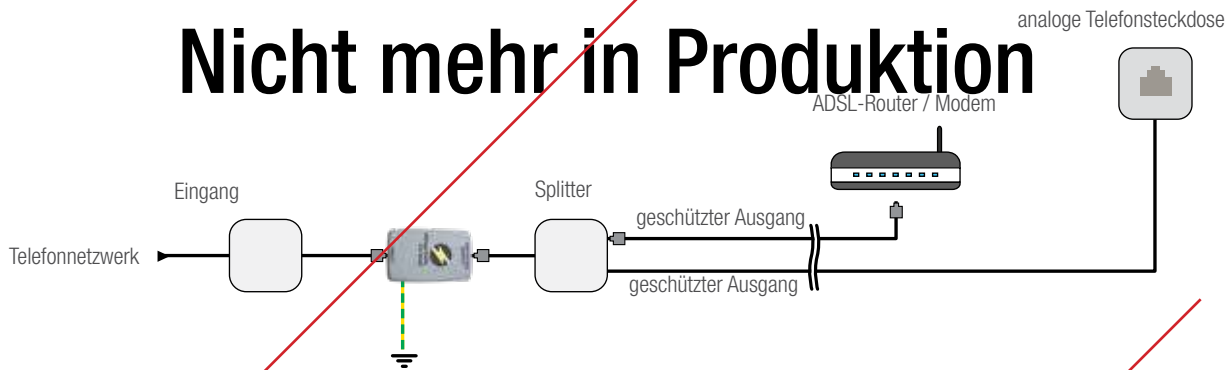 analoge Telefonsteckdose
Nicht mehr in Produktion
ADSL-Router / Modem
Eingang
Splitter
geschützter Ausgang
Telefonnetzwerk
geschützter Ausgang